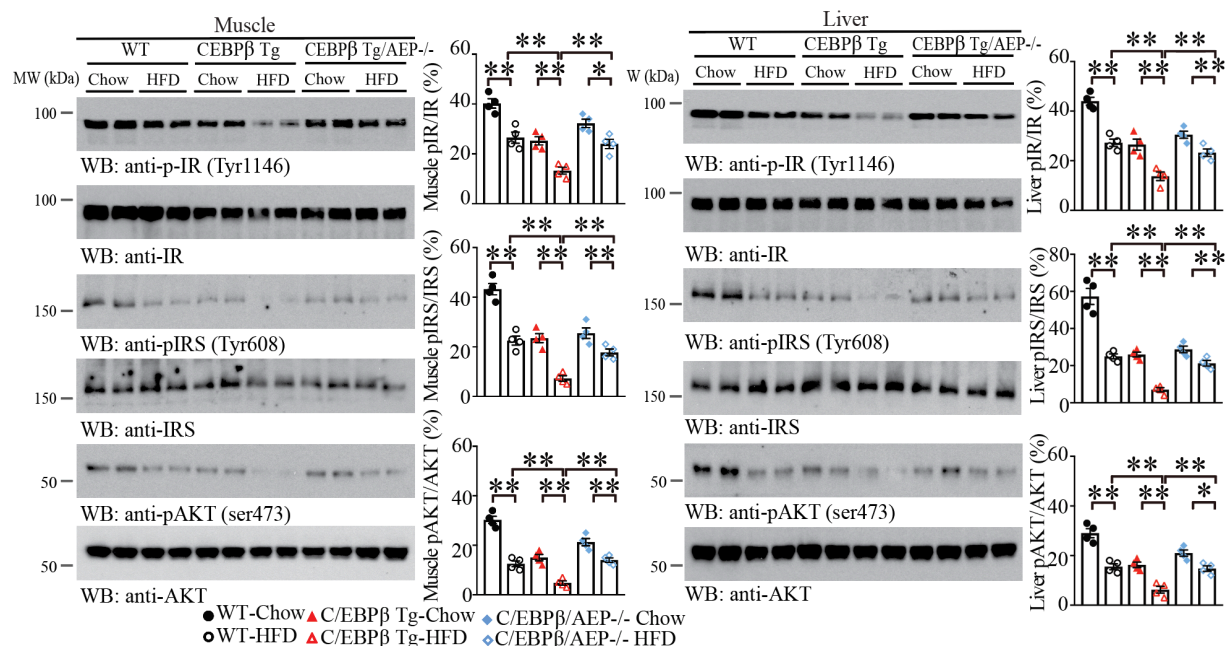 Muscle
WT CEBPβ Tg CEBPβ Tg/AEP-/-
MW (kDa) Chow HFD Chow HFD Chow HFD
100
WB: anti-p-IR (Tyr1146)
100
WB: anti-IR
150
WB: anti-pIRS (Tyr608)
150
WB: anti-IRS
50
WB: anti-pAKT (ser473)
50
WB: anti-AKT
Muscle pIR/IR (%)
60
40
20
0
** ** ** ** *
Muscle pIRS/IRS (%)
60
40
20
0
** ** ** ** **
Muscle pAKT/AKT (%)
60
40
20
0
** ** ** ** **
Liver
WT CEBPβ Tg CEBPβ Tg/AEP-/-
W (kDa) Chow HFD Chow HFD Chow HFD
100
WB: anti-p-IR (Tyr1146)
100
WB: anti-IR
150
WB: anti-pIRS (Tyr608)
150
WB: anti-IRS
50
WB: anti-pAKT (ser473)
50
WB: anti-AKT
Liver pIR/IR (%)
60
40
20
0
** ** ** ** **
Liver pIRS/IRS (%)
80
60
40
20
0
** ** ** ** **
Liver pAKT/AKT (%)
60
40
20
0
** ** ** ** *
WT-Chow C/EBPβ Tg-Chow C/EBPβ/AEP-/- Chow
WT-HFD C/EBPβ Tg-HFD C/EBPβ/AEP-/- HFD